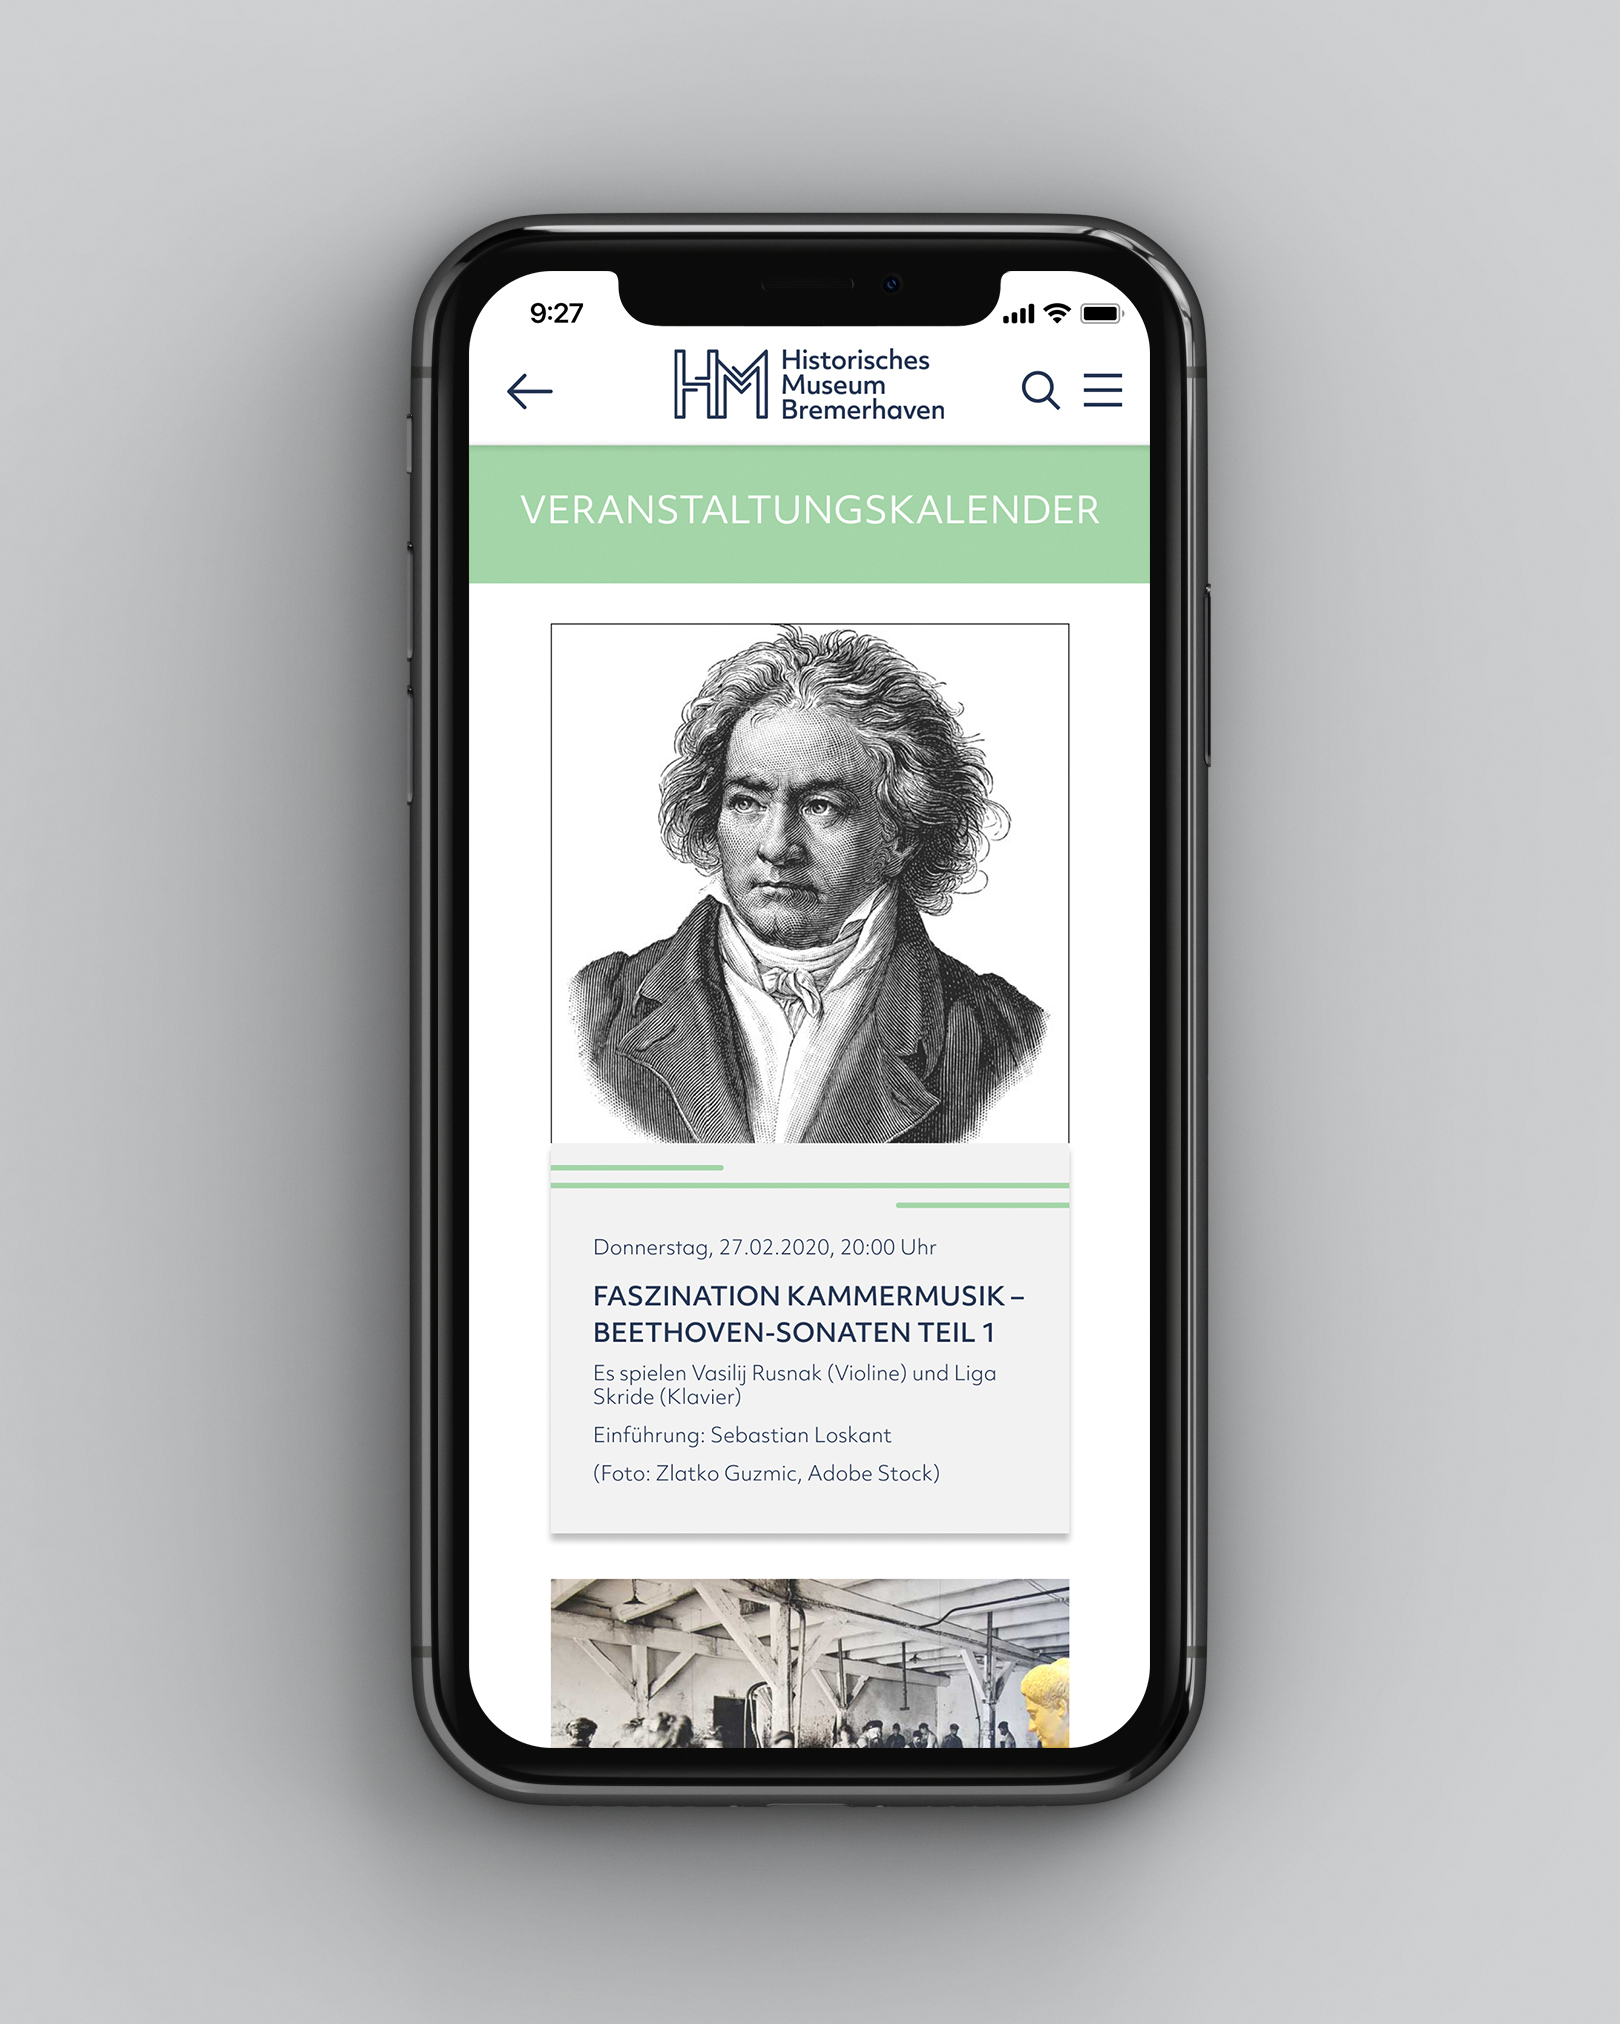 9:27
Historisches
Museum
Bremerhaven
VERANSTALTUNGSKALENDER
Donnerstag, 27.02.2020, 20:00 Uhr
FASZINATION KAMMERMUSIK –
BEETHOVEN-SONATEN TEIL 1
Es spielen Vasilij Rusnak (Violine) und Liga
Skride (Klavier)
Einführung: Sebastian Loskant
(Foto: Zlatko Guzmic, Adobe Stock)